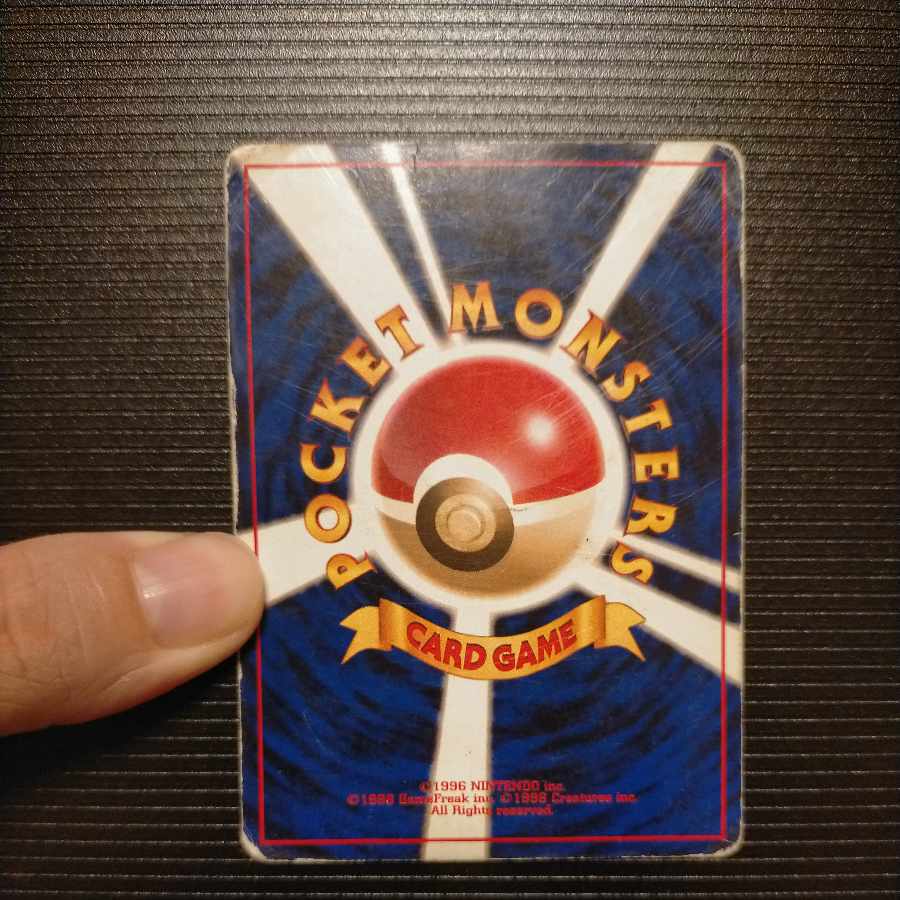 POCKET MONSTERS
CARD GAME
©1996 NINTENDO inc.
©1996 GameFreak inc. ©1996 Creatures inc.
All Rights reserved.